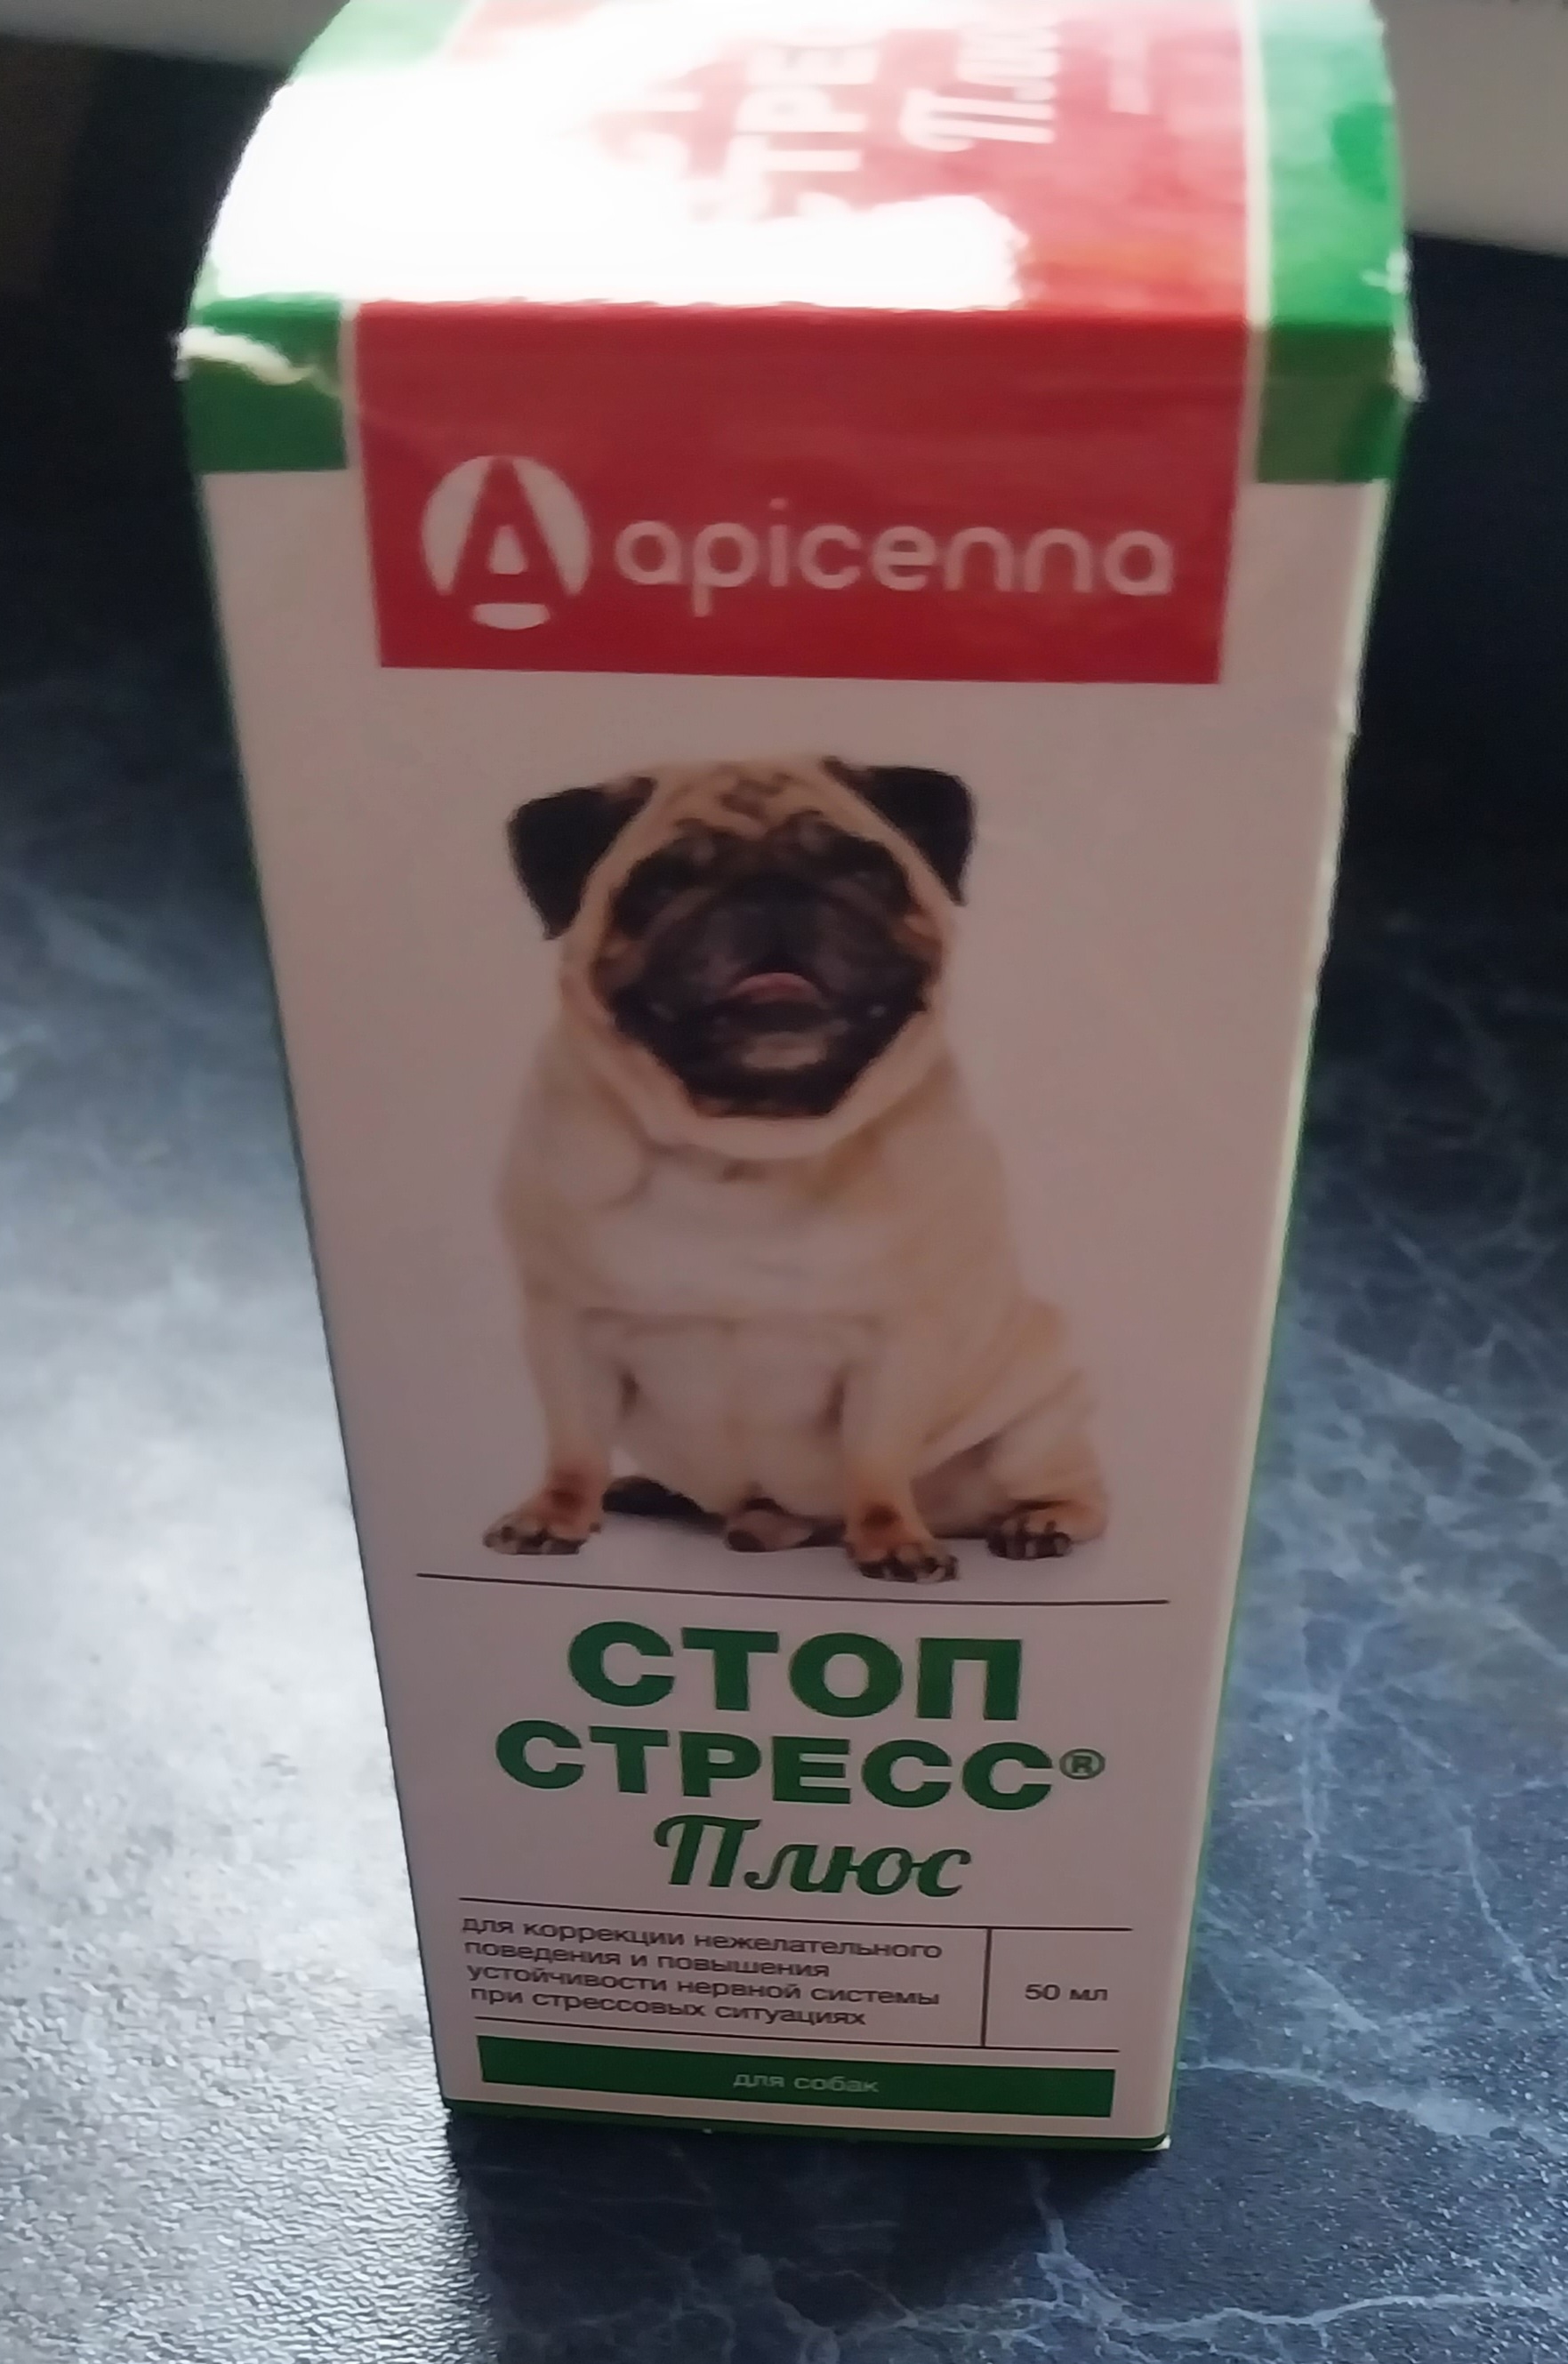 apicenna
СТОП
СТРЕСС®
Плюс
для коррекции нежелательного
поведения и повышения
устойчивости нервной системы
при стрессовых ситуациях
50 мл
для собак